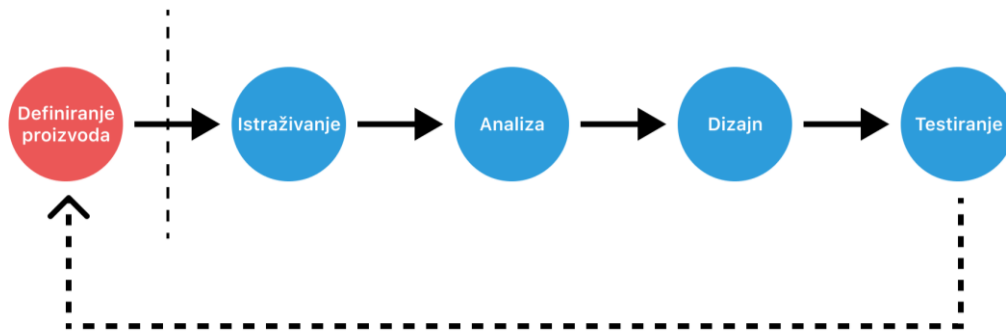 Definiranje
proizvoda
Istraživanje
Analiza
Dizajn
Testiranje